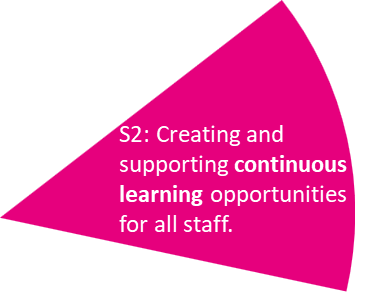 S2: Creating and
supporting continuous
learning opportunities
for all staff.